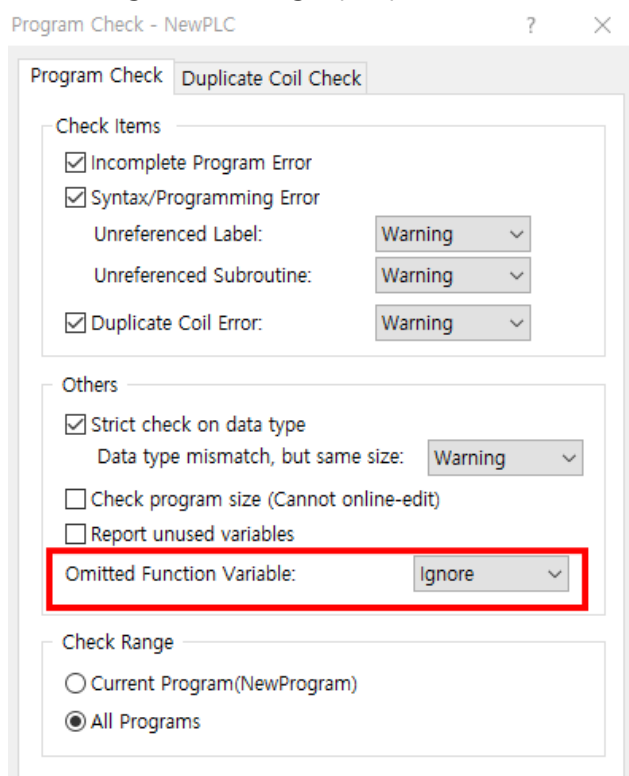 Program Check - NewPLC ? ×
Program Check Duplicate Coil Check
Check Items
Incomplete Program Error
Syntax/Programming Error
Unreferenced Label: Warning
Unreferenced Subroutine: Warning
Duplicate Coil Error: Warning
Others
Strict check on data type
Data type mismatch, but same size: Warning
Check program size (Cannot online-edit)
Report unused variables
Omitted Function Variable: Ignore
Check Range
Current Program(NewProgram)
All Programs